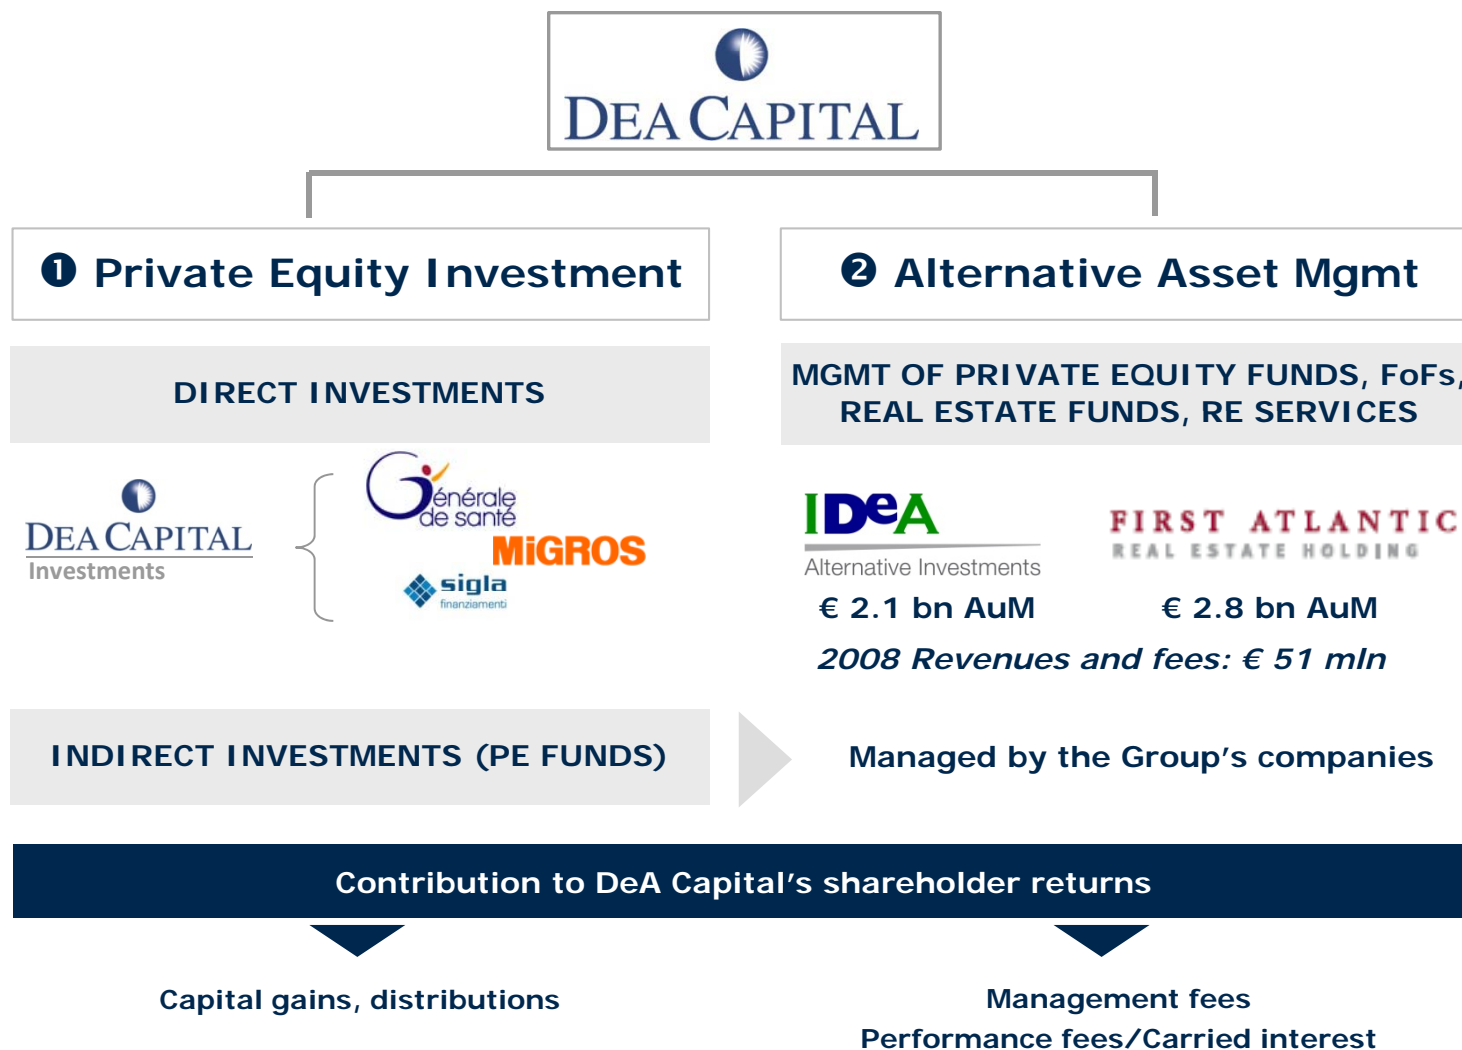 DEA CAPITAL
❶ Private Equity Investment
❷ Alternative Asset Mgmt
DIRECT INVESTMENTS
MGMT OF PRIVATE EQUITY FUNDS, FoFs,
REAL ESTATE FUNDS, RE SERVICES
DEA CAPITAL
Investments
Générale
de santé
MiGROS
sigla
finanziamenti
IDeA
Alternative Investments
€ 2.1 bn AuM
FIRST ATLANTIC
REAL ESTATE HOLDING
€ 2.8 bn AuM
2008 Revenues and fees: € 51 mln
INDIRECT INVESTMENTS (PE FUNDS)
Managed by the Group’s companies
Contribution to DeA Capital’s shareholder returns
Capital gains, distributions
Management fees
Performance fees/Carried interest